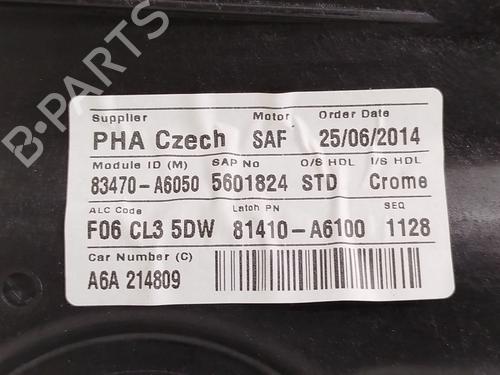 B-PARTS
Supplier Motor Order Date
PHA Czech SAF 25/06/2014
Module ID (M) SAP No O/S HDL I/S HDL
83470-A6050 5601824 STD Crome
ALC Code Latch PN SEQ
F06 CL3 5DW 81410-A6100 1128
Car Number (C)
A6A 214809